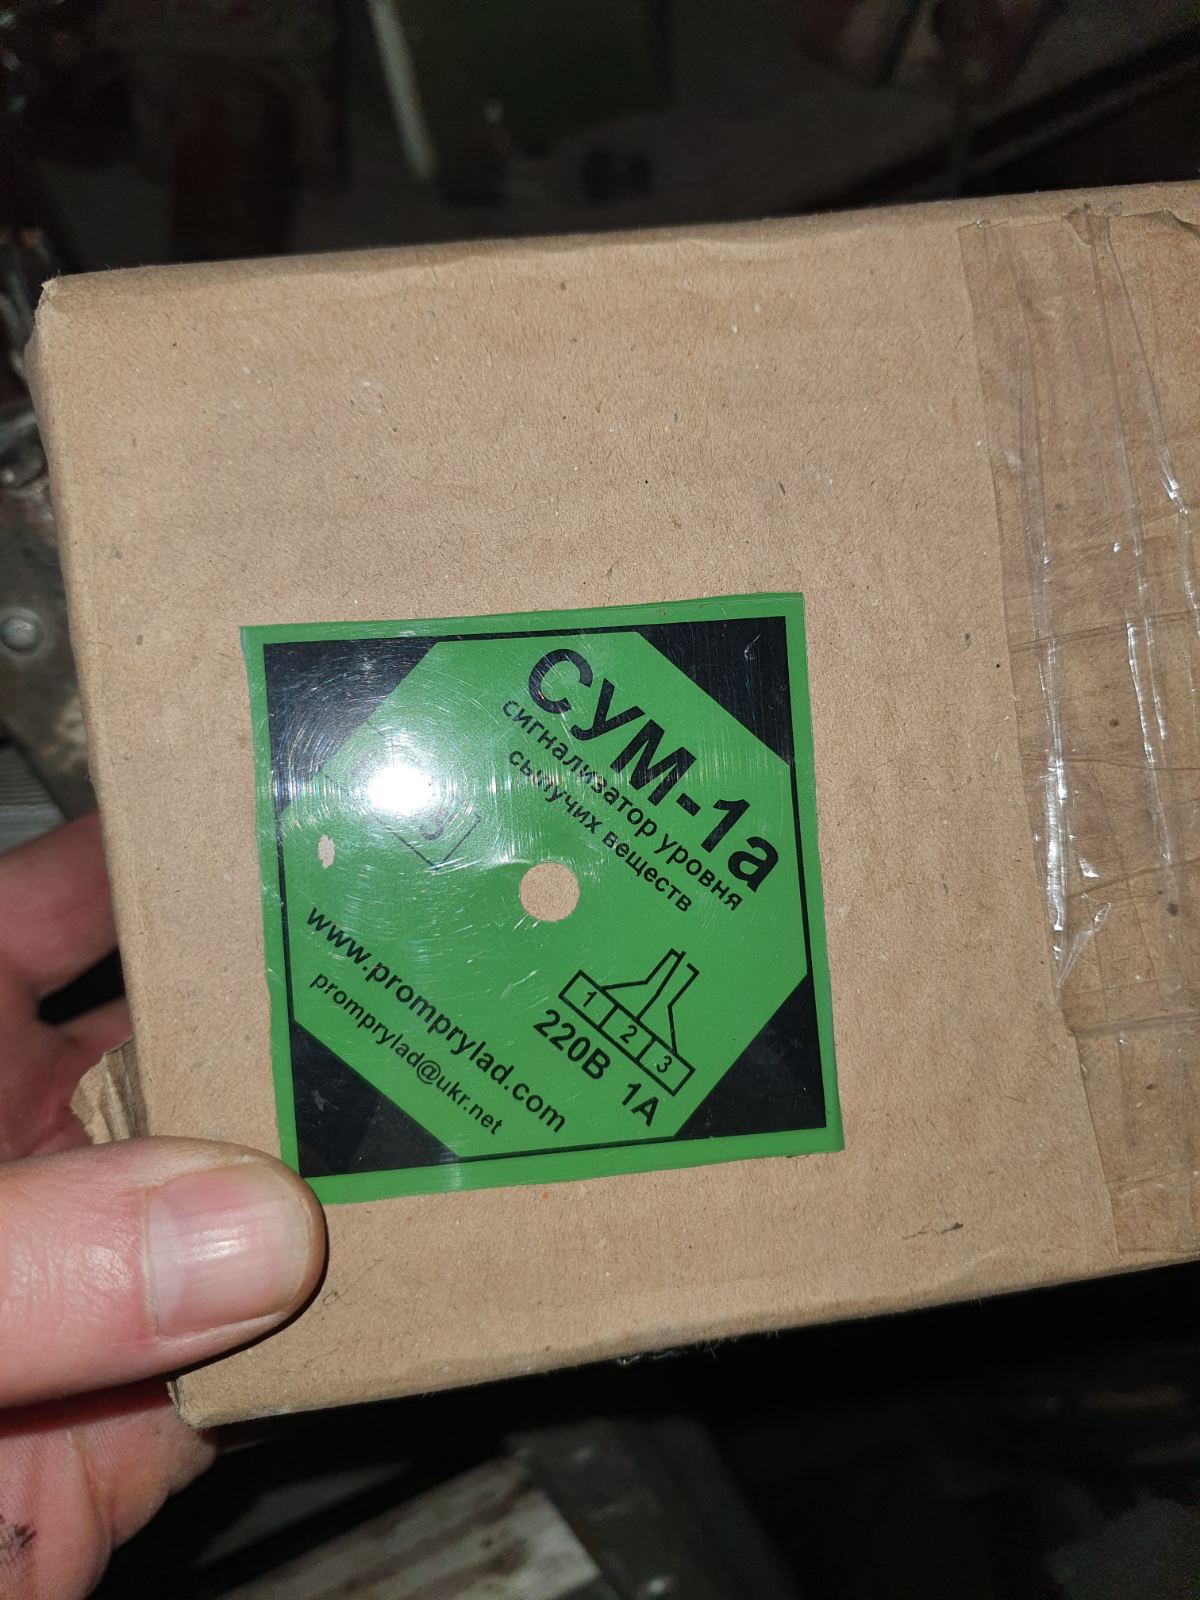 СУМ-1а
сигнализатор уровня
сыпучих веществ
1 2 3
220В 1А
www.promprylad.com
promprylad@ukr.net